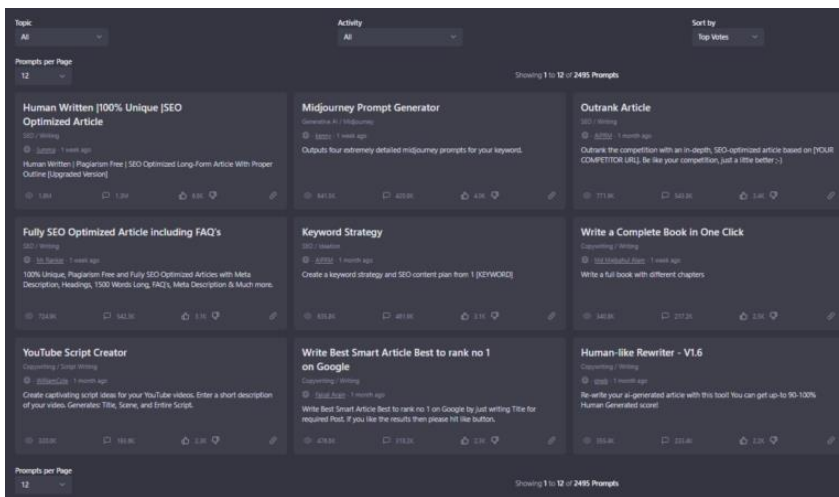 Topic
All
Activity
All
Sort by
Top Votes
Prompts per Page
12
Showing 1 to 12 of 2495 Prompts
Human Written |100% Unique |SEO
Optimized Article
SEO / Writing
1 week ago
Human Written | Plagiarism Free | SEO Optimized Long-Form Article With Proper
Outline [Upgraded Version]
Midjourney Prompt Generator
Generative AI / Midjourney
kenny · 1 week ago
Outputs four extremely detailed midjourney prompts for your keyword.
Outrank Article
SEO / Writing
AIPRM · 1 month ago
Outrank the competition with an in-depth, SEO-optimized article based on [YOUR
COMPETITOR URL]. Be like your competition, just a little better ;-)
Fully SEO Optimized Article including FAQ's
SEO / Writing
Mr Ranker · 1 week ago
100% Unique, Plagiarism Free and Fully SEO Optimized Articles with Meta
Description, Headings, 1500 Words Long, FAQ's, Meta Description & Much more.
Keyword Strategy
SEO / Ideation
AIPRM · 1 month ago
Create a keyword strategy and SEO content plan from 1 [KEYWORD]
Write a Complete Book in One Click
Copywriting / Writing
1 week ago
Write a full book with different chapters
YouTube Script Creator
Copywriting / Script Writing
WilliamCole · 1 month ago
Create captivating script ideas for your YouTube videos. Enter a short description
of your video. Generates: Title, Scene, and Entire Script.
Write Best Smart Article Best to rank no 1
on Google
Copywriting / Writing
1 month ago
Write Best Smart Article Best to rank no 1 on Google by just writing Title for
required Post. If you like the results then please hit like button.
Human-like Rewriter - V1.6
Copywriting / Writing
1 month ago
Re-write your ai-generated article with this tool! You can get up-to 90-100%
Human Generated score!
Prompts per Page
12
Showing 1 to 12 of 2495 Prompts